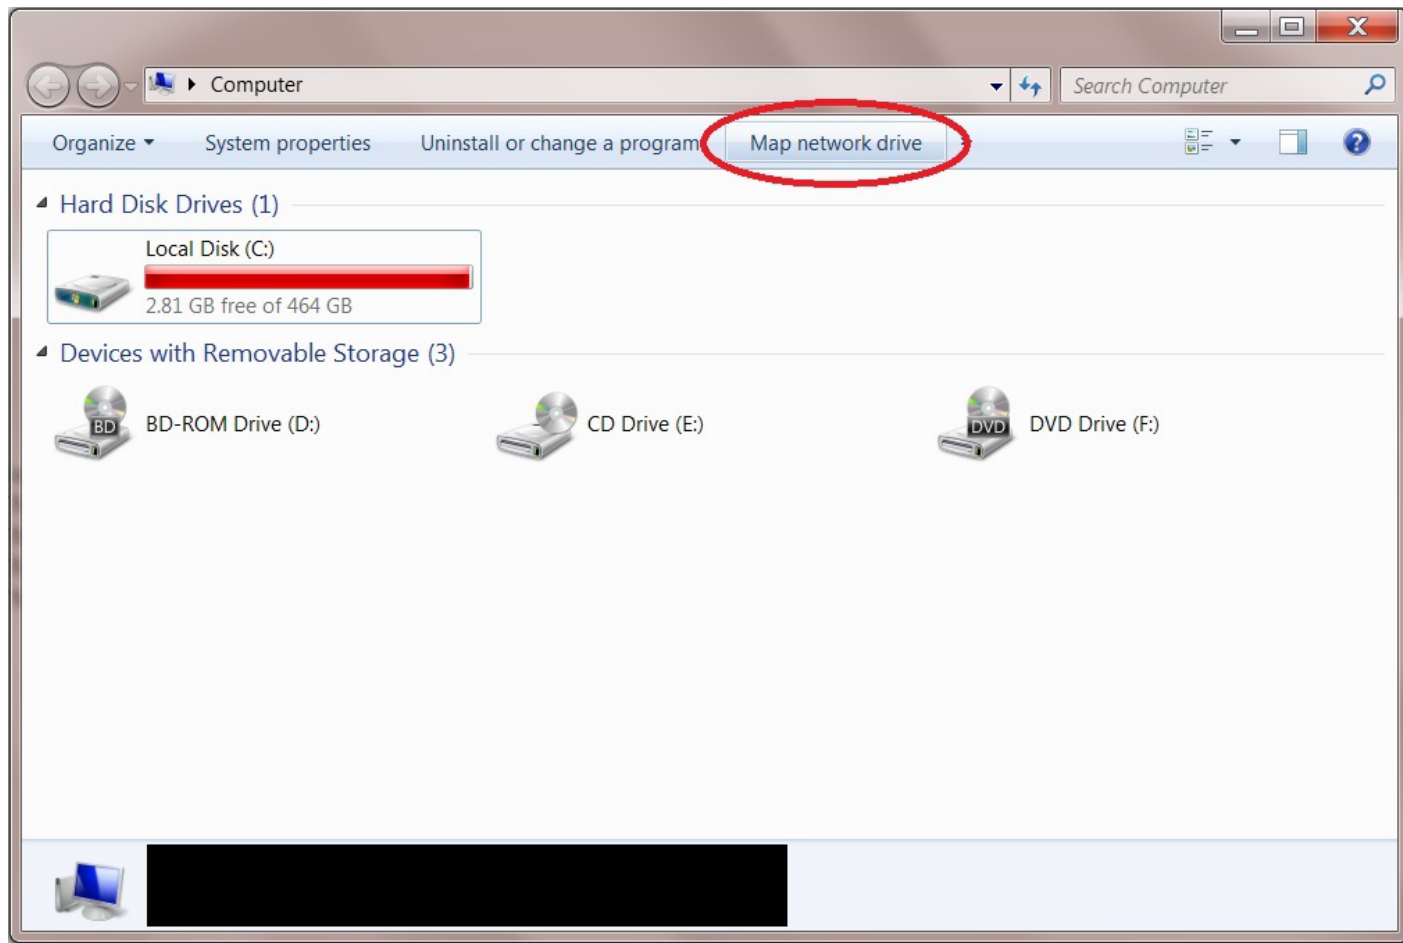 Computer
Search Computer
Organize
System properties
Uninstall or change a program
Map network drive
Hard Disk Drives (1)
Local Disk (C:)
2.81 GB free of 464 GB
Devices with Removable Storage (3)
BD
BD-ROM Drive (D:)
CD Drive (E:)
DVD
DVD Drive (F:)